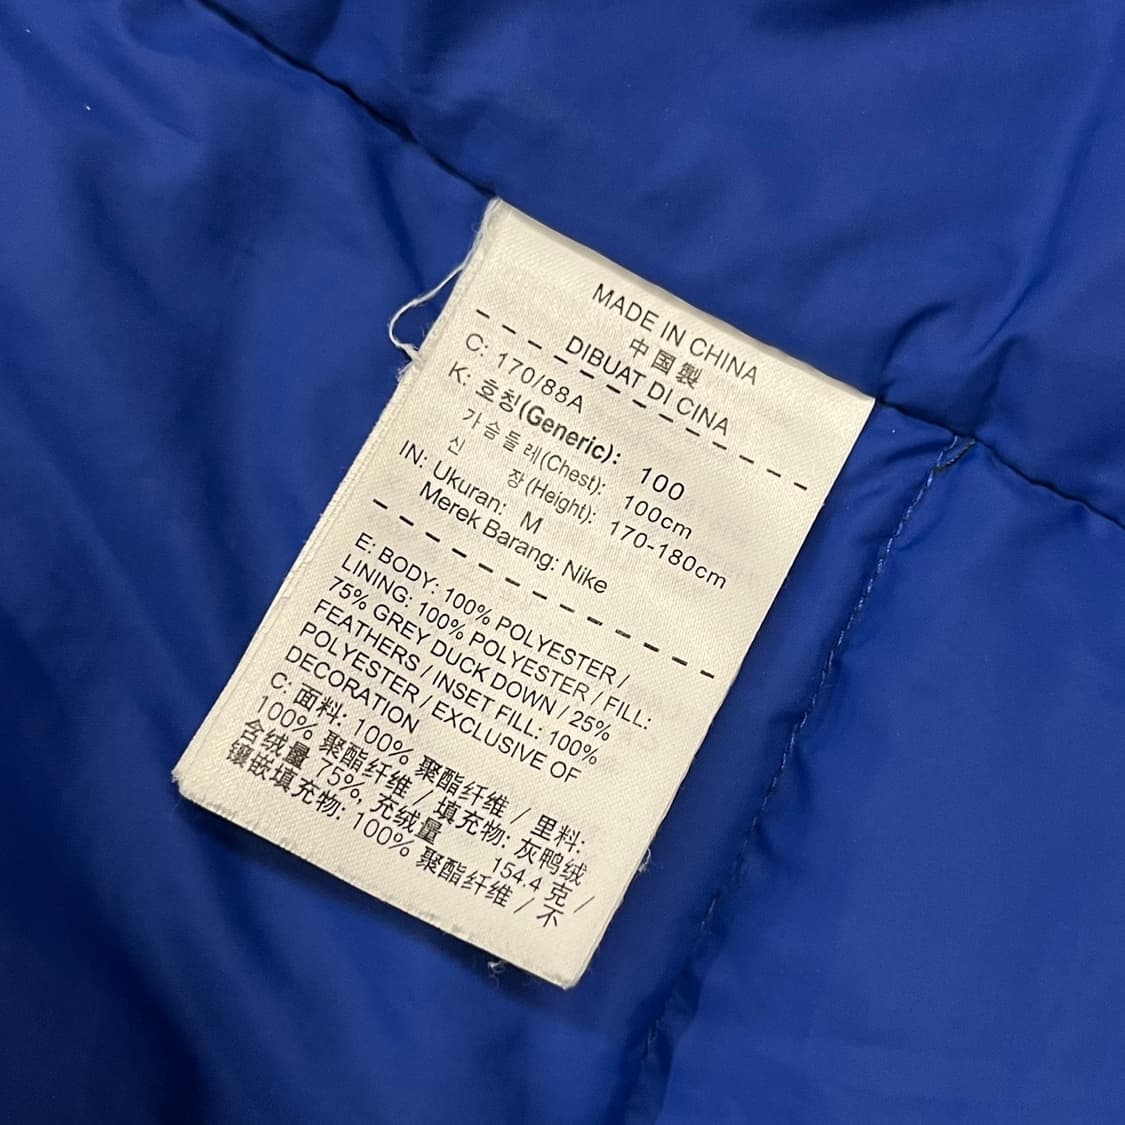 MADE IN CHINA
中国製
DIBUAT DI CINA
C: 170/88A
K: 호칭(Generic): 100
가슴둘레(Chest): 100cm
신 장(Height): 170-180cm
IN: Ukuran: M
Merek Barang: Nike
E: BODY: 100% POLYESTER /
LINING: 100% POLYESTER / FILL:
75% GREY DUCK DOWN / 25%
FEATHERS / INSET FILL: 100%
POLYESTER / EXCLUSIVE OF
DECORATION
C: 面料: 100% 聚酯纤维 / 里料:
100% 聚酯纤维 / 填充物: 灰鸭绒
含绒量 75%, 充绒量 154.4 克 /
镶嵌填充物: 100% 聚酯纤维 / 不